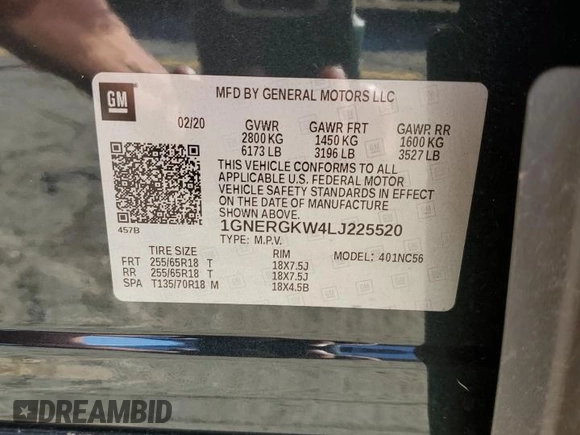 GM
MFD BY GENERAL MOTORS LLC
02/20 GVWR GAWR FRT GAWR RR
2800 KG 1450 KG 1600 KG
6173 LB 3196 LB 3527 LB
THIS VEHICLE CONFORMS TO ALL
APPLICABLE U.S. FEDERAL MOTOR
VEHICLE SAFETY STANDARDS IN EFFECT
ON THE DATE OF MANUFACTURE
SHOWN ABOVE.
457B
1GNERGKW4LJ225520
TYPE: M.P.V. MODEL: 401NC56
TIRE SIZE RIM
FRT 255/65R18 T 18X7.5J
RR 255/65R18 T 18X7.5J
SPA T135/70R18 M 18X4.5B
DREAMBID